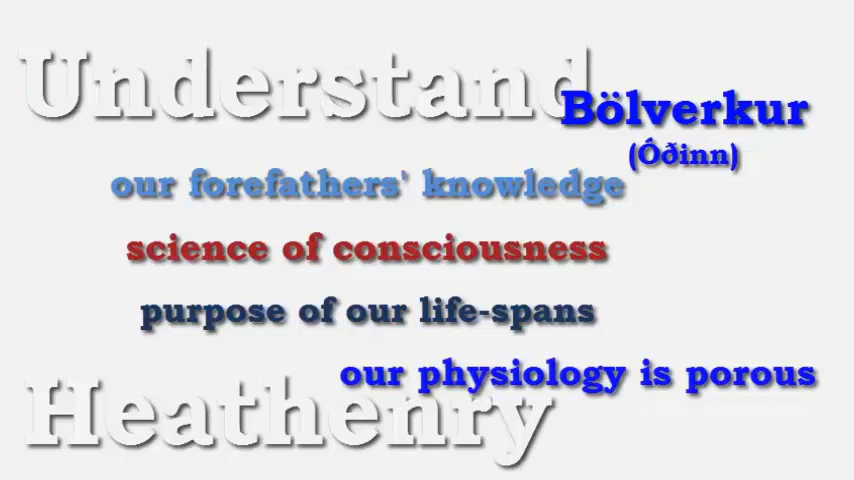 Understand
Bölverkur
(Óðinn)
our forefathers' knowledge
science of consciousness
purpose of our life-spans
our physiology is porous
Heathenry